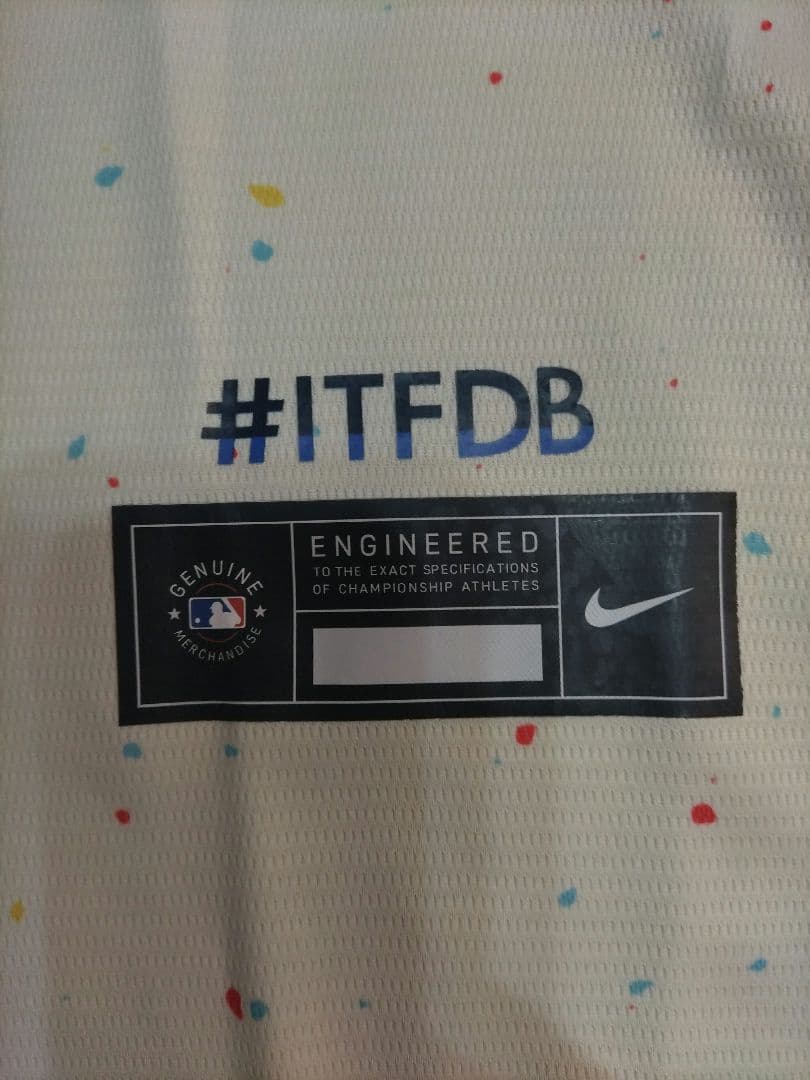 #ITFDB
GENUINE
MERCHANDISE
ENGINEERED
TO THE EXACT SPECIFICATIONS
OF CHAMPIONSHIP ATHLETES